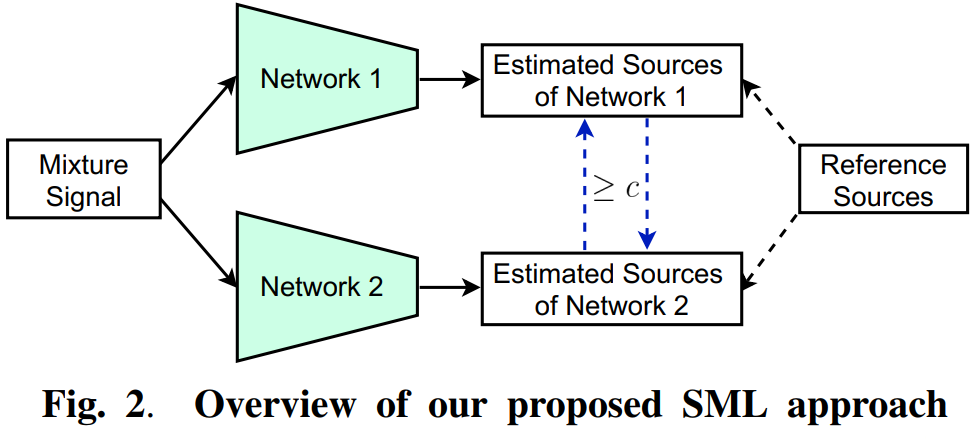 Network 1
Estimated Sources
of Network 1
Mixture
Signal
≥ c
Reference
Sources
Network 2
Estimated Sources
of Network 2
Fig. 2. Overview of our proposed SML approach